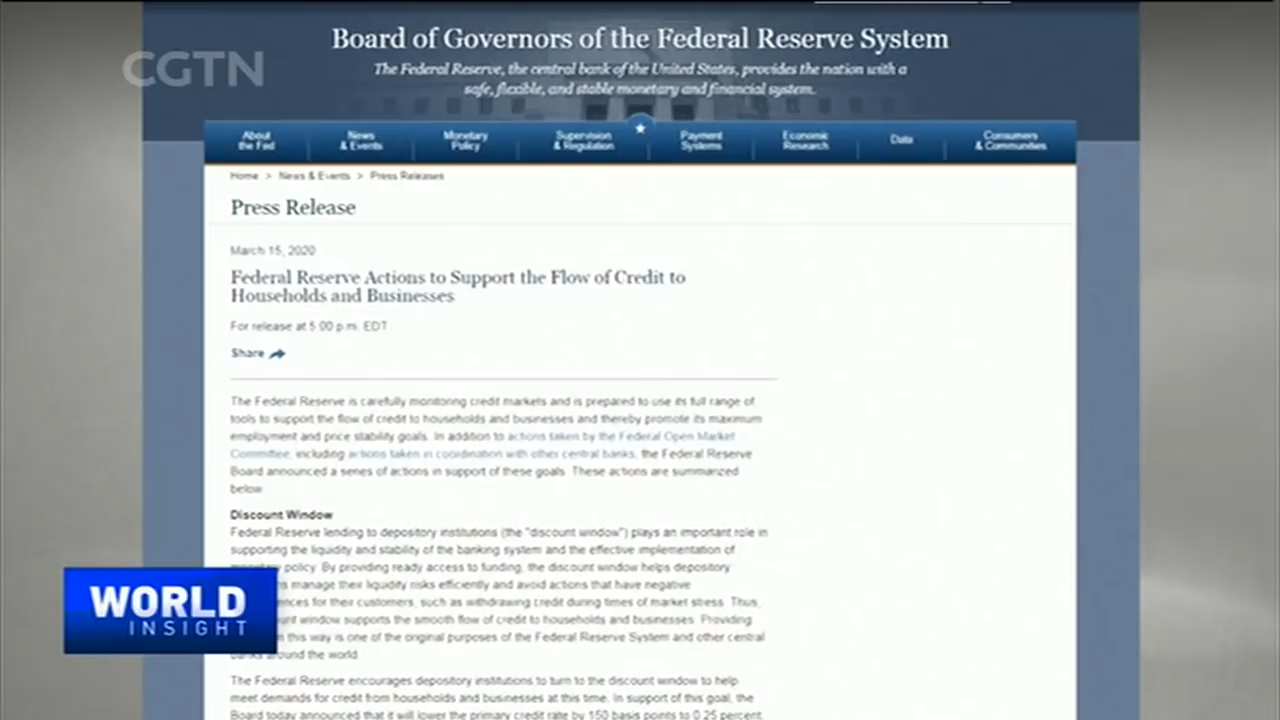 CGTN
Board of Governors of the Federal Reserve System
The Federal Reserve, the central bank of the United States, provides the nation with a
safe, flexible, and stable monetary and financial system.
About
the Fed
News
& Events
Monetary
Policy
Supervision
& Regulation
Payment
Systems
Economic
Research
Data
Consumers
& Communities
Home > News & Events > Press Releases
Press Release
March 15, 2020
Federal Reserve Actions to Support the Flow of Credit to
Households and Businesses
For release at 5:00 p.m. EDT
Share
The Federal Reserve is carefully monitoring credit markets and is prepared to use its full range of
tools to support the flow of credit to households and businesses and thereby promote its maximum
employment and price stability goals. In addition to actions taken by the Federal Open Market
Committee, including actions taken in coordination with other central banks, the Federal Reserve
Board announced a series of actions in support of these goals. These actions are summarized
below.
Discount Window
Federal Reserve lending to depository institutions (the "discount window") plays an important role in
supporting the liquidity and stability of the banking system and the effective implementation of
policy. By providing ready access to funding, the discount window helps depository
manage their liquidity risks efficiently and avoid actions that have negative
for their customers, such as withdrawing credit during times of market stress. Thus,
window supports the smooth flow of credit to households and businesses. Providing
this way is one of the original purposes of the Federal Reserve System and other central
around the world.
The Federal Reserve encourages depository institutions to turn to the discount window to help
meet demands for credit from households and businesses at this time. In support of this goal, the
Board today announced that it will lower the primary credit rate by 150 basis points to 0.25 percent,
WORLD
INSIGHT